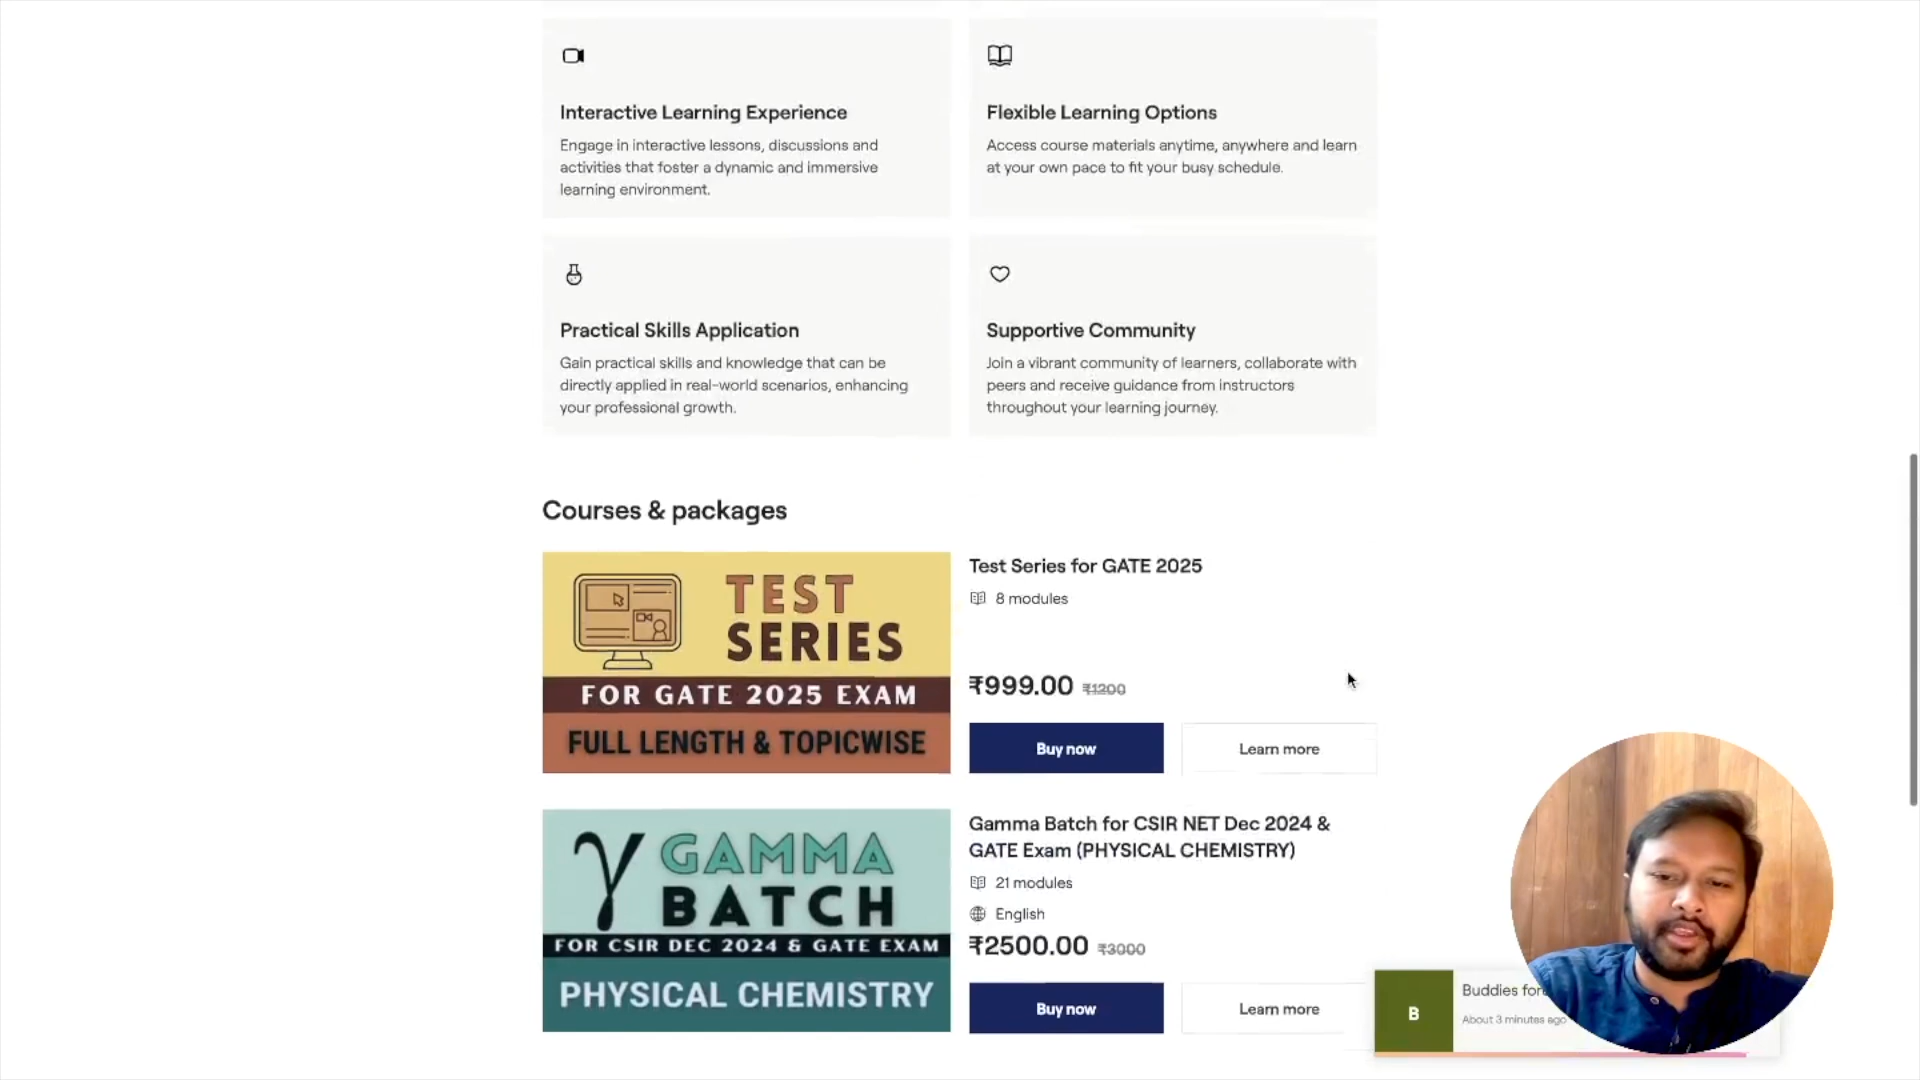 Interactive Learning Experience
Engage in interactive lessons, discussions and
activities that foster a dynamic and immersive
learning environment.
Flexible Learning Options
Access course materials anytime, anywhere and learn
at your own pace to fit your busy schedule.
Practical Skills Application
Gain practical skills and knowledge that can be
directly applied in real-world scenarios, enhancing
your professional growth.
Supportive Community
Join a vibrant community of learners, collaborate with
peers and receive guidance from instructors
throughout your learning journey.
Courses & packages
TEST
SERIES
FOR GATE 2025 EXAM
FULL LENGTH & TOPICWISE
Test Series for GATE 2025
8 modules
₹999.00 ₹1200
Buy now
Learn more
γ GAMMA
BATCH
FOR CSIR DEC 2024 & GATE EXAM
PHYSICAL CHEMISTRY
Gamma Batch for CSIR NET Dec 2024 &
GATE Exam (PHYSICAL CHEMISTRY)
21 modules
English
₹2500.00 ₹3000
Buy now
Learn more
B
Buddies
About 3 minutes ago